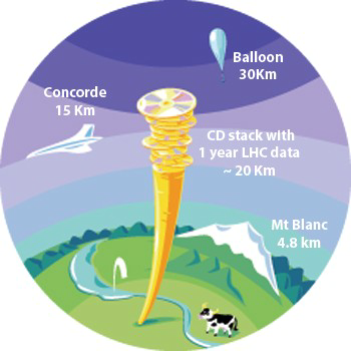 Balloon
30Km
Concorde
15 Km
CD stack with
1 year LHC data
~ 20 Km
Mt Blanc
4.8 km